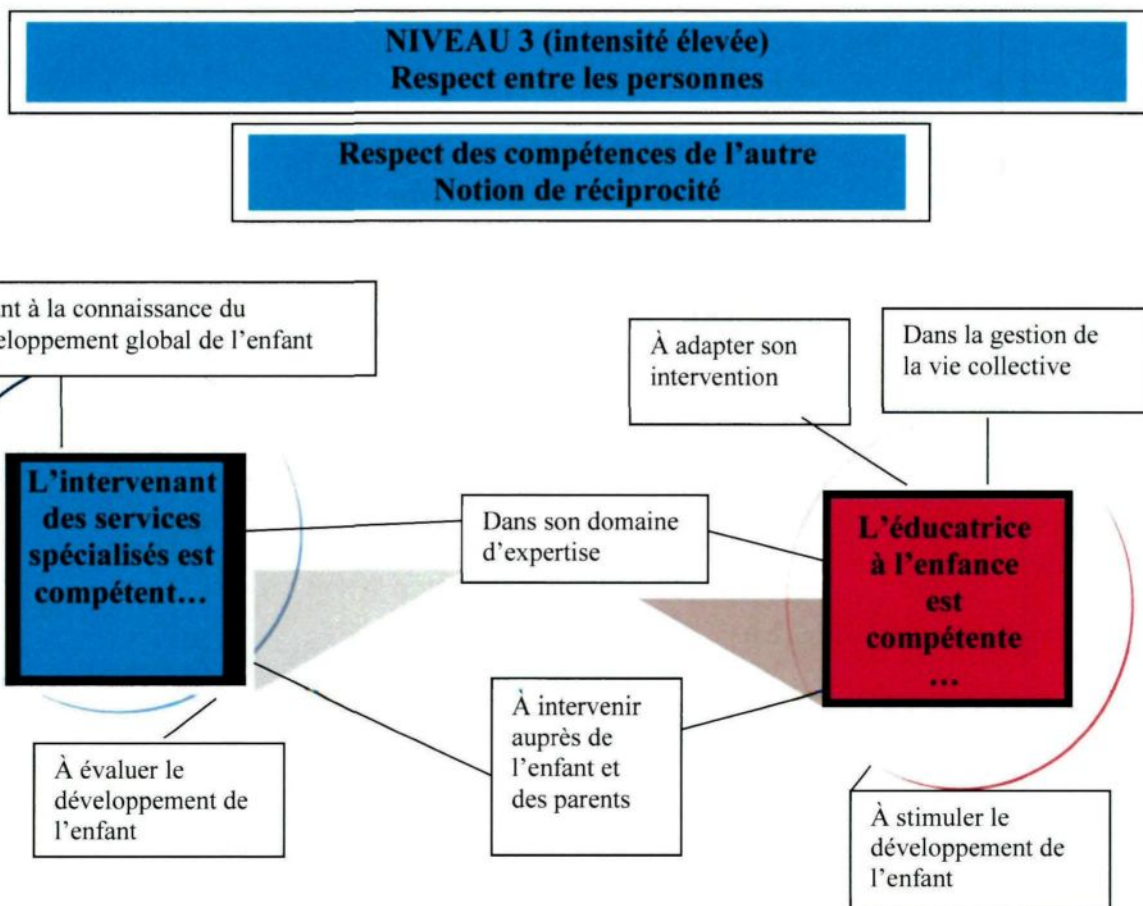 NIVEAU 3 (intensité élevée)
Respect entre les personnes
Respect des compétences de l’autre
Notion de réciprocité
ant à la connaissance du
eloppement global de l’enfant
À adapter son
intervention
Dans la gestion de
la vie collective
L’intervenant
des services
spécialisés est
compétent…
Dans son domaine
d’expertise
L’éducatrice
à l’enfance
est
compétente
…
À intervenir
auprès de
l’enfant et
des parents
À évaluer le
développement de
l’enfant
À stimuler le
développement de
l’enfant